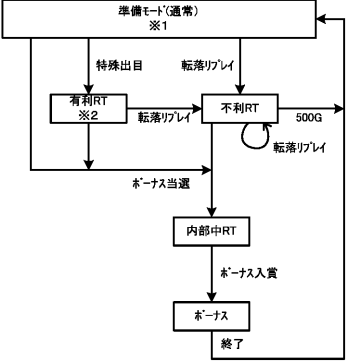 準備ﾓｰﾄﾞ(通常)
※1
特殊出目
転落ﾘﾌﾟﾚｲ
有利RT
※2
転落ﾘﾌﾟﾚｲ
不利RT
500G
転落ﾘﾌﾟﾚｲ
ﾎﾞｰﾅｽ当選
内部中RT
ﾎﾞｰﾅｽ入賞
ﾎﾞｰﾅｽ
終了